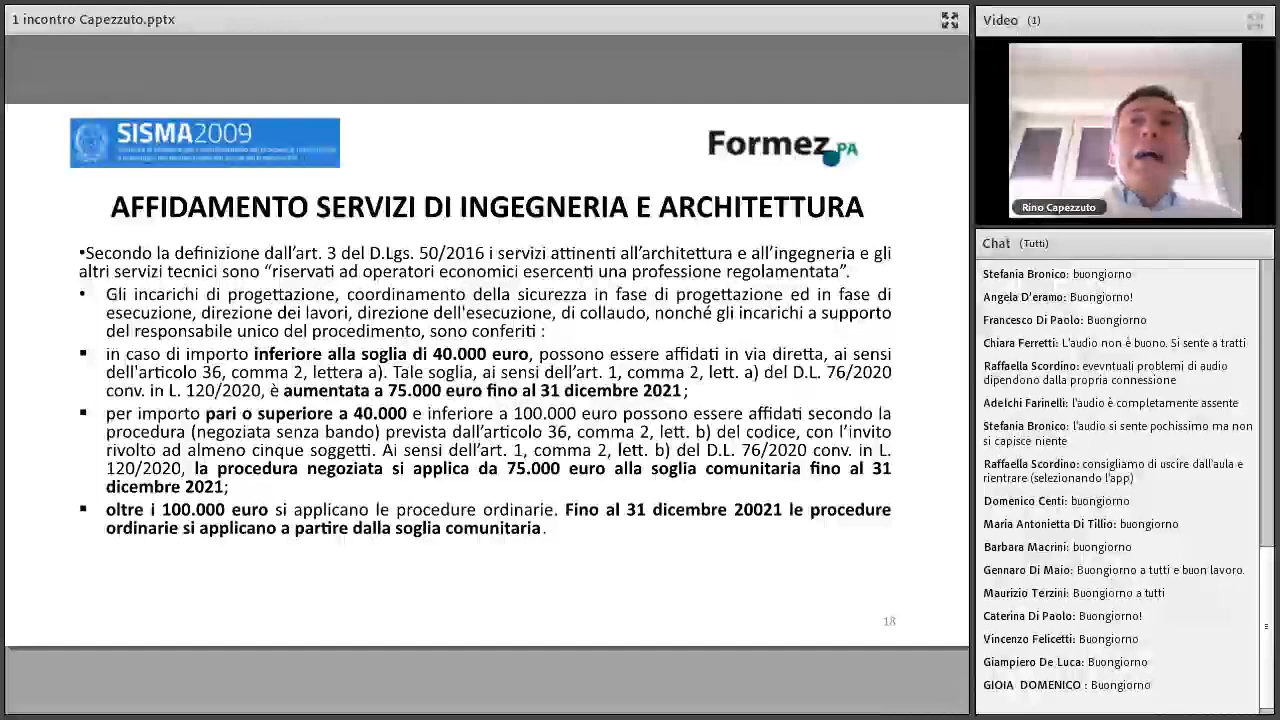 1 incontro Capezzuto.pptx
SISMA2009
Formez PA
AFFIDAMENTO SERVIZI DI INGEGNERIA E ARCHITETTURA
•Secondo la definizione dall’art. 3 del D.Lgs. 50/2016 i servizi attinenti all’architettura e all’ingegneria e gli
altri servizi tecnici sono “riservati ad operatori economici esercenti una professione regolamentata”.
• Gli incarichi di progettazione, coordinamento della sicurezza in fase di progettazione ed in fase di
esecuzione, direzione dei lavori, direzione dell'esecuzione, di collaudo, nonché gli incarichi a supporto
del responsabile unico del procedimento, sono conferiti :
▪ in caso di importo inferiore alla soglia di 40.000 euro, possono essere affidati in via diretta, ai sensi
dell'articolo 36, comma 2, lettera a). Tale soglia, ai sensi dell’art. 1, comma 2, lett. a) del D.L. 76/2020
conv. in L. 120/2020, è aumentata a 75.000 euro fino al 31 dicembre 2021;
▪ per importo pari o superiore a 40.000 e inferiore a 100.000 euro possono essere affidati secondo la
procedura (negoziata senza bando) prevista dall’articolo 36, comma 2, lett. b) del codice, con l’invito
rivolto ad almeno cinque soggetti. Ai sensi dell’art. 1, comma 2, lett. b) del D.L. 76/2020 conv. in L.
120/2020, la procedura negoziata si applica da 75.000 euro alla soglia comunitaria fino al 31
dicembre 2021;
▪ oltre i 100.000 euro si applicano le procedure ordinarie. Fino al 31 dicembre 20021 le procedure
ordinarie si applicano a partire dalla soglia comunitaria.
18
Video (1)
Rino Capezzuto
Chat (Tutti)
Stefania Bronico: buongiorno
Angela D'eramo: Buongiorno!
Francesco Di Paolo: Buongiorno
Chiara Ferretti: L'audio non è buono. Si sente a tratti
Raffaella Scordino: evevntuali problemi di audio
dipendono dalla propria connessione
Adelchi Farinelli: l'audio è completamente assente
Stefania Bronico: l'audio si sente pochissimo ma non
si capisce niente
Raffaella Scordino: consigliamo di uscire dall'aula e
rientrare (selezionando l'app)
Domenico Centi: buongiorno
Maria Antonietta Di Tillio: buongiorno
Barbara Macrini: buongiorno
Gennaro Di Maio: Buongiorno a tutti e buon lavoro.
Maurizio Terzini: Buongiorno a tutti
Caterina Di Paolo: Buongiorno!
Vincenzo Felicetti: Buongiorno
Giampiero De Luca: Buongiorno
GIOIA DOMENICO : Buongiorno